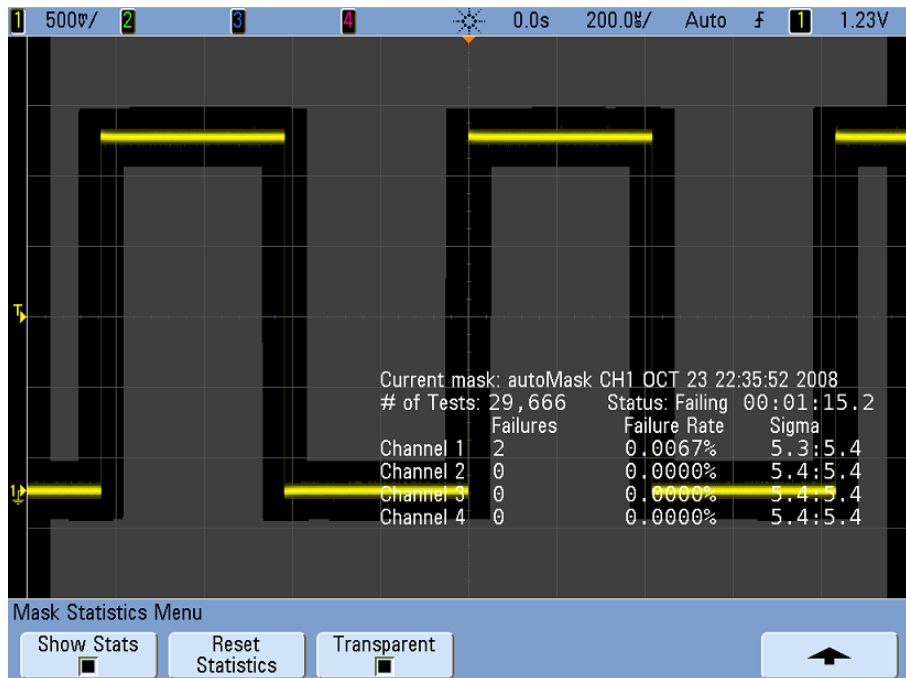 1 500mV/ 2 3 4 0.0s 200.0µs/ Auto 1 1.23V
T
Current mask: autoMask CH1 OCT 23 22:35:52 2008
# of Tests: 29,666 Status: Failing 00:01:15.2
Failures Failure Rate Sigma
Channel 1 2 0.0067% 5.3:5.4
Channel 2 0 0.0000% 5.4:5.4
1
Channel 3 0 0.0000% 5.4:5.4
Channel 4 0 0.0000% 5.4:5.4
Mask Statistics Menu
Show Stats
Reset Statistics
Transparent